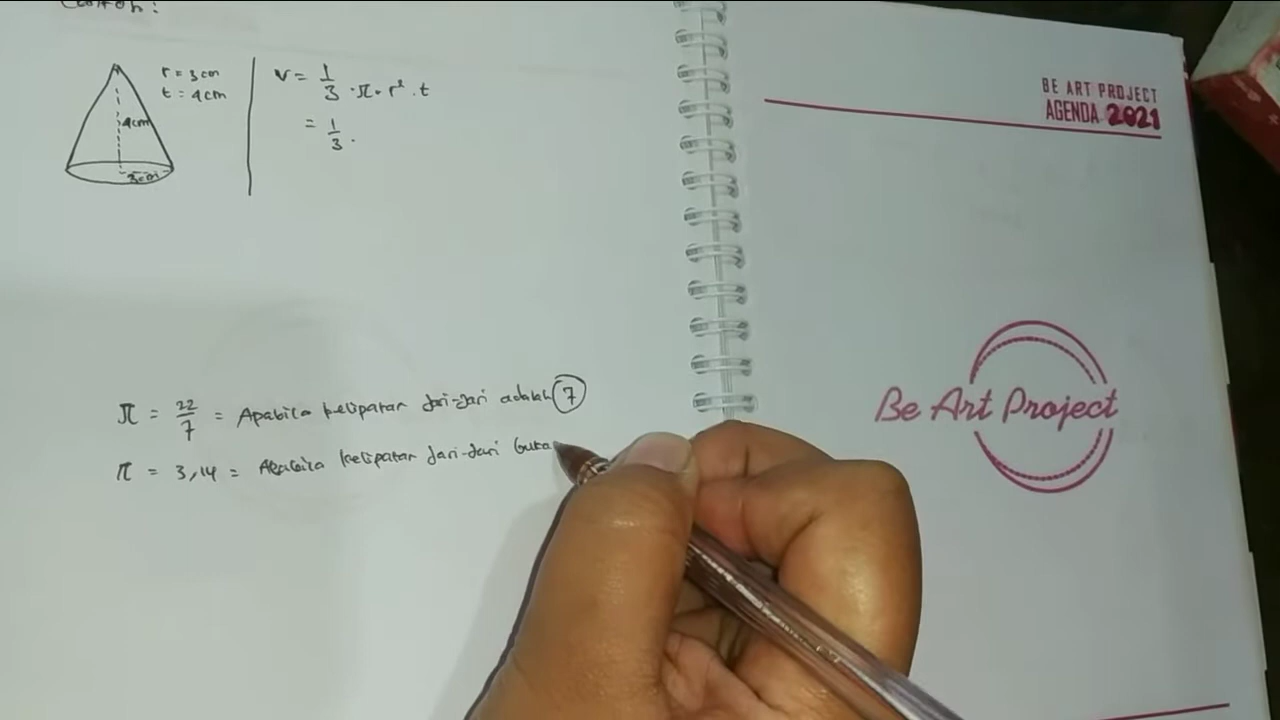 Contoh :
r = 3 cm
t = 4 cm
4cm
3cm
V = 1/3 · π · r² · t
= 1/3 ·
π = 22/7 = Apabila kelipatan jari-jari adalah 7
π = 3,14 = Apabila kelipatan jari-jari buka
BE ART PROJECT
AGENDA 2021
Be Art Project